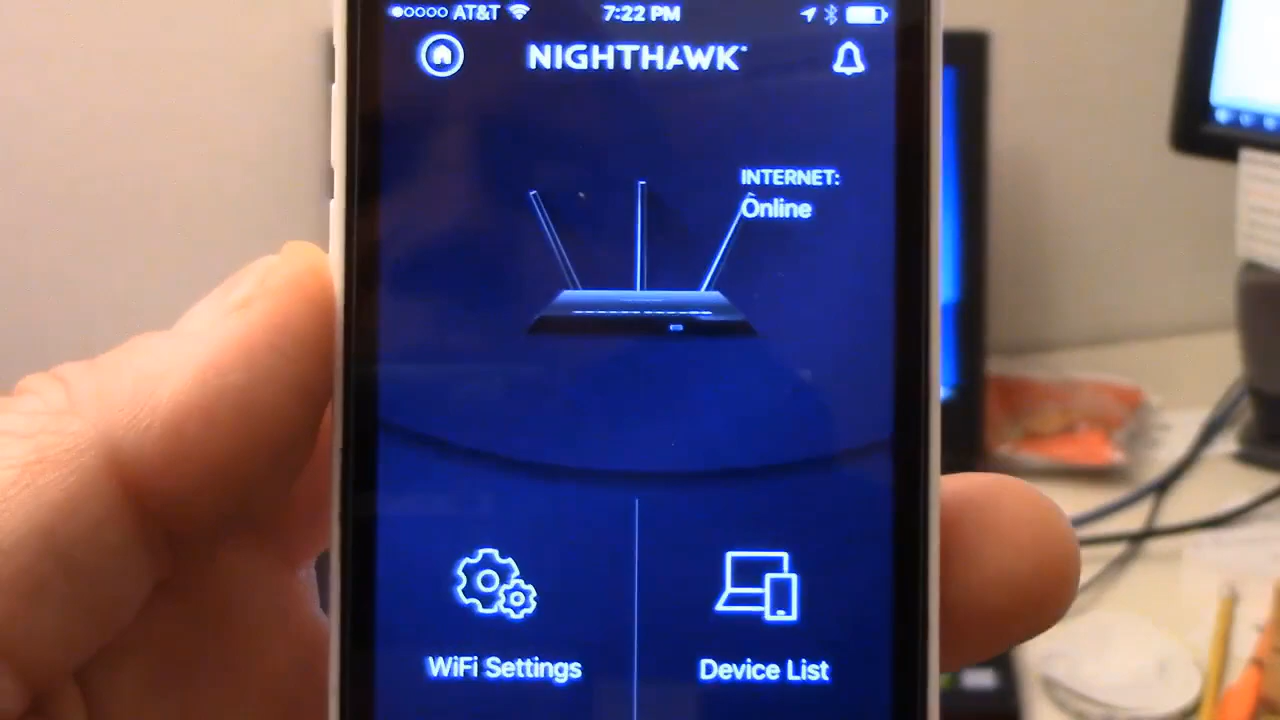 AT&T 7:22 PM
NIGHTHAWK
INTERNET:
Online
WiFi Settings
Device List